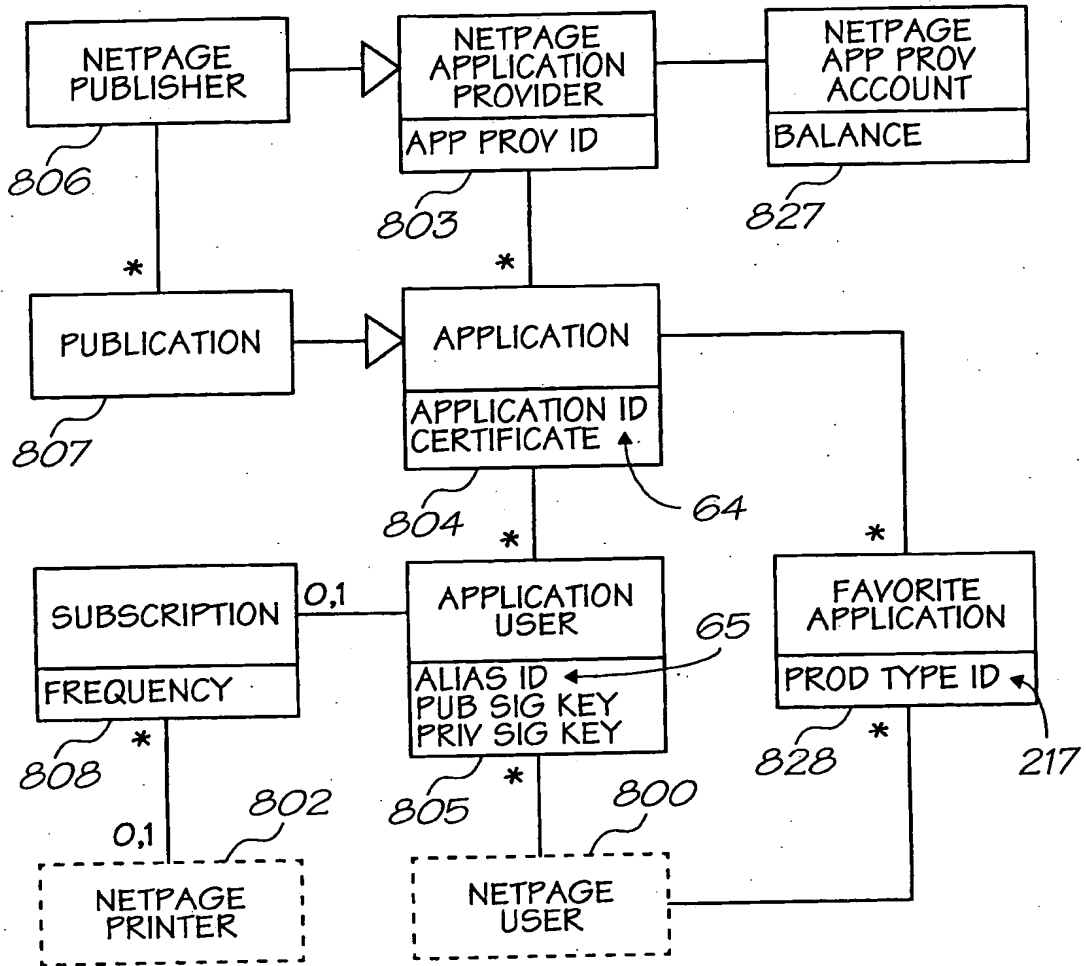 NETPAGE
PUBLISHER
806
NETPAGE
APPLICATION
PROVIDER
APP PROV ID
803
NETPAGE
APP PROV
ACCOUNT
BALANCE
827
*
*
PUBLICATION
807
APPLICATION
APPLICATION ID
CERTIFICATE
804
64
*
*
SUBSCRIPTION
FREQUENCY
808
0,1
APPLICATION
USER
ALIAS ID
PUB SIG KEY
PRIV SIG KEY
805
65
FAVORITE
APPLICATION
PROD TYPE ID
828
217
*
*
*
0,1
802
800
NETPAGE
PRINTER
NETPAGE
USER